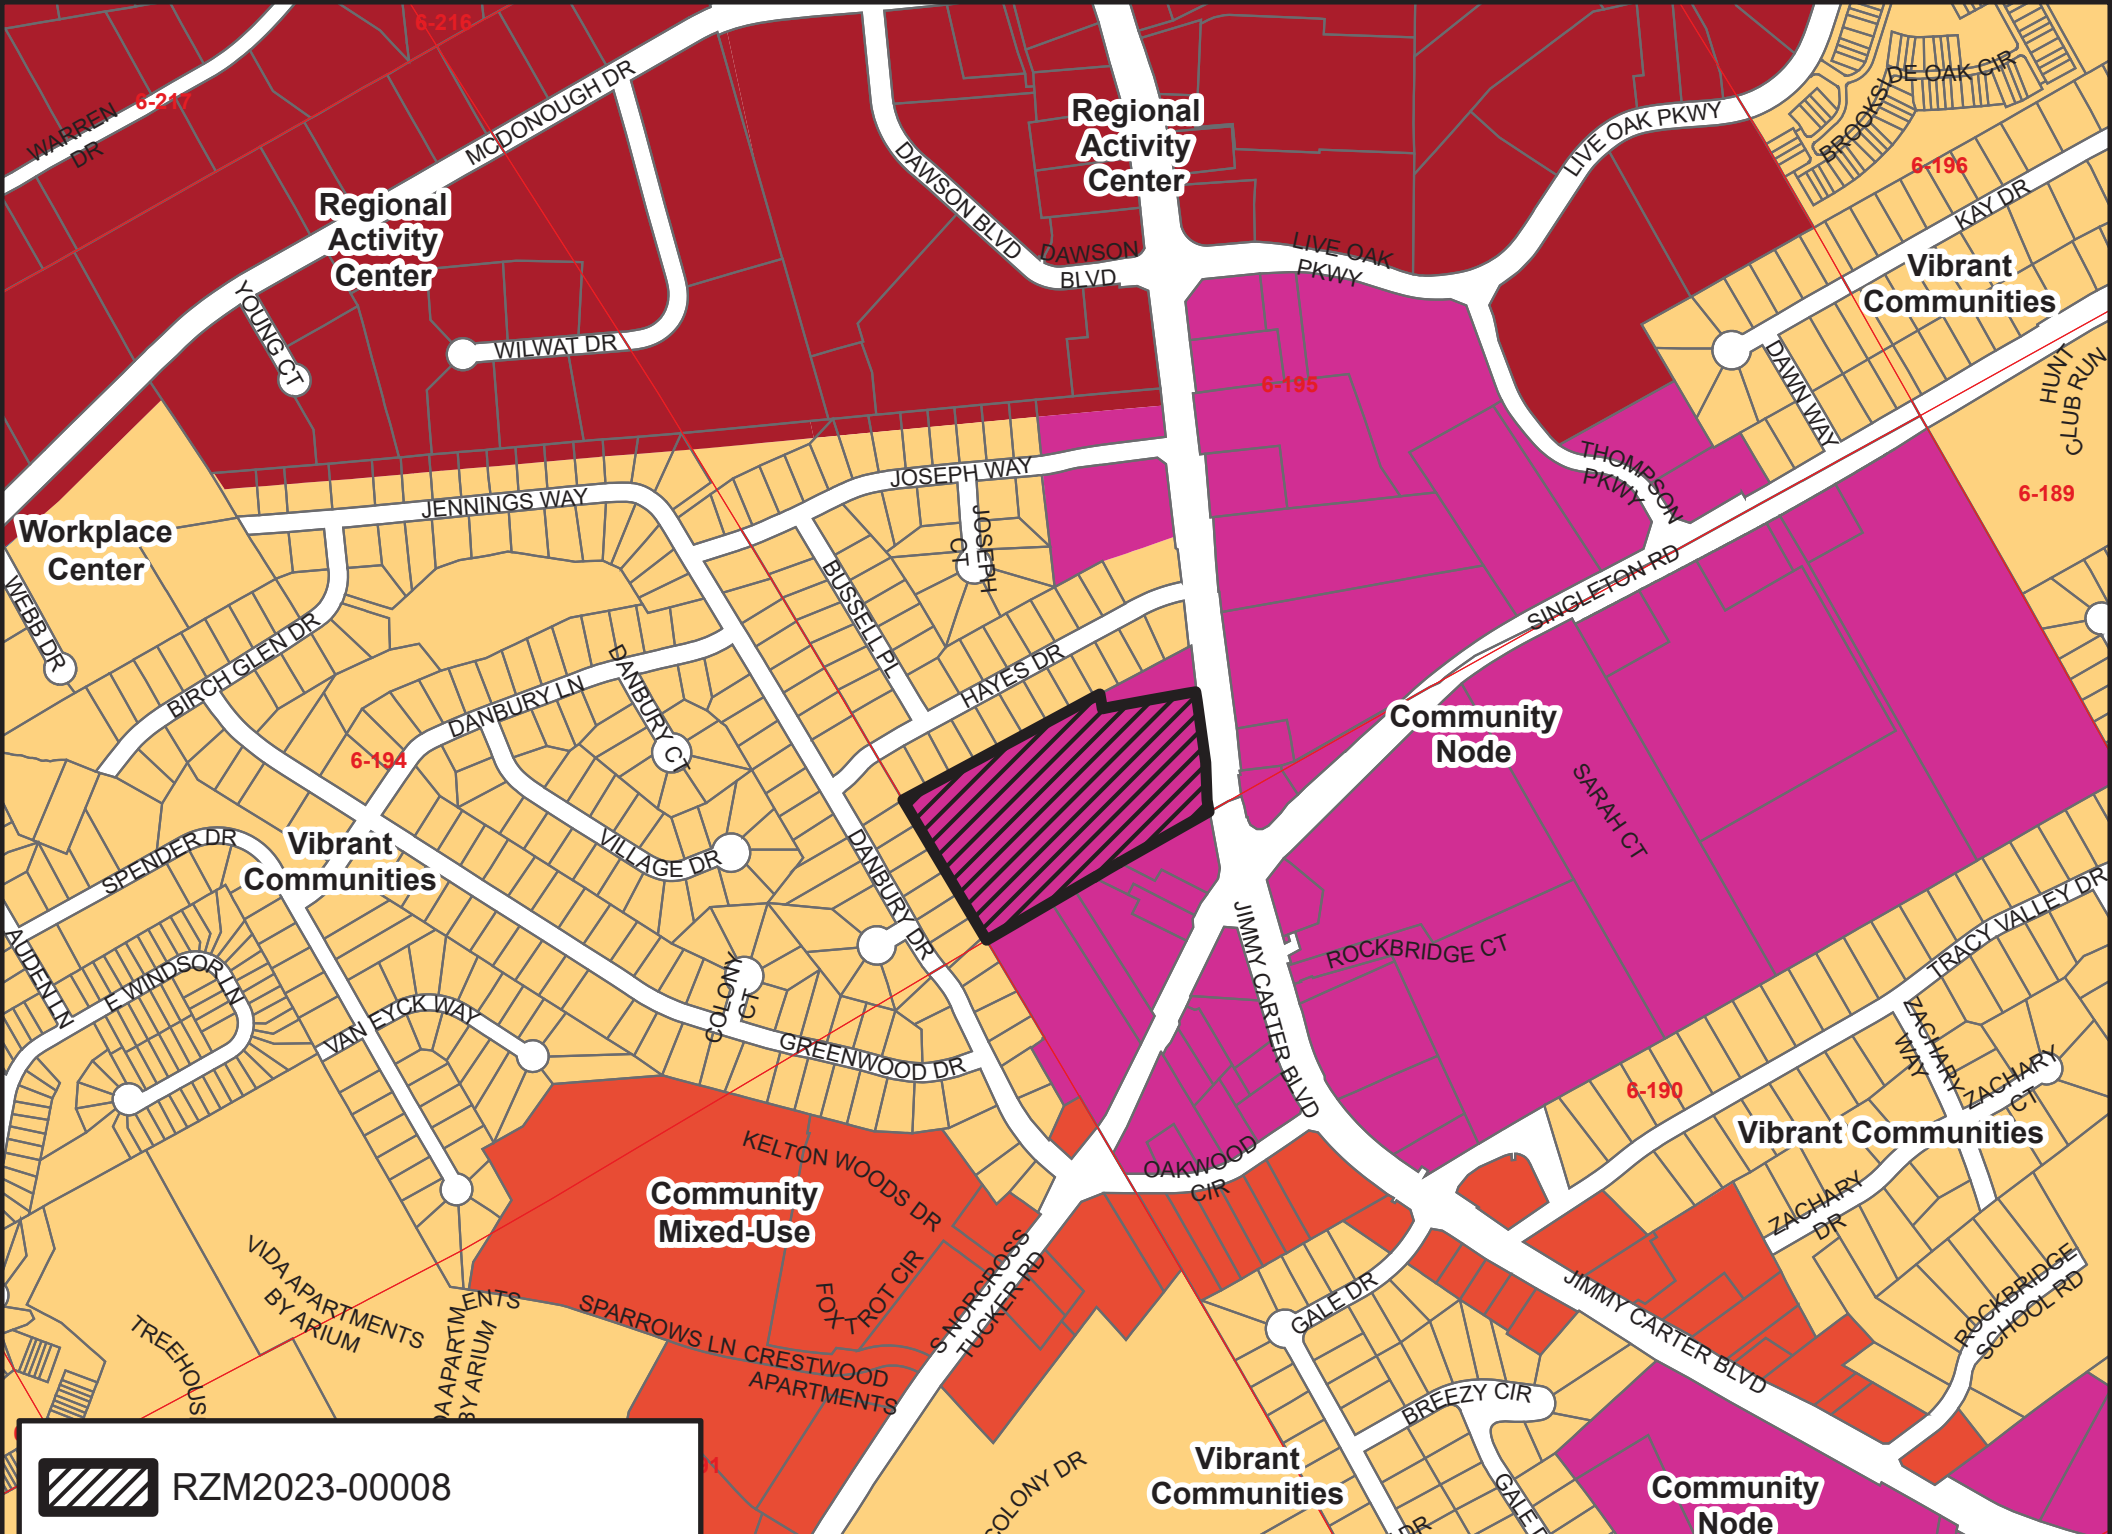 6-216
6-217
WARREN
DR
MCDONOUGH DR
Regional
Activity
Center
Regional
Activity
Center
DAWSON BLVD
DAWSON
BLVD
LIVE OAK
PKWY
LIVE OAK PKWY
BROOKSIDE OAK CIR
6-196
KAY DR
Vibrant
Communities
YOUNG CT
WILWAT DR
6-195
DAWN WAY
HUNT
CLUB RUN
THOMPSON
PKWY
6-189
JENNINGS WAY
JOSEPH WAY
JOSEPH
CT
Workplace
Center
WEBB DR
BUSSELL PL
SINGLETON RD
BIRCH GLEN DR
DANBURY LN
DANBURY CT
HAYES DR
6-194
Community
Node
SARAH CT
SPENDER DR
Vibrant
Communities
VILLAGE DR
DANBURY DR
JIMMY CARTER BLVD
ROCKBRIDGE CT
TRACY VALLEY DR
AUDEN LN
E WINDSOR LN
VAN EYCK WAY
COLONY
CT
GREENWOOD DR
ZACHARY
WAY
ZACHARY
CT
6-190
Vibrant Communities
KELTON WOODS DR
OAKWOOD
CIR
Community
Mixed-Use
ZACHARY
DR
VIDA APARTMENTS
BY ARIUM
FOX
TROT CIR
S NORCROSS
TUCKER RD
GALE DR
JIMMY CARTER BLVD
ROCKBRIDGE
SCHOOL RD
TREEHOUS
DA APARTMENTS
BY ARIUM
SPARROWS LN
CRESTWOOD
APARTMENTS
BREEZY CIR
Vibrant
Communities
COLONY DR
GALE
DR
Community
Node
91
RZM2023-00008